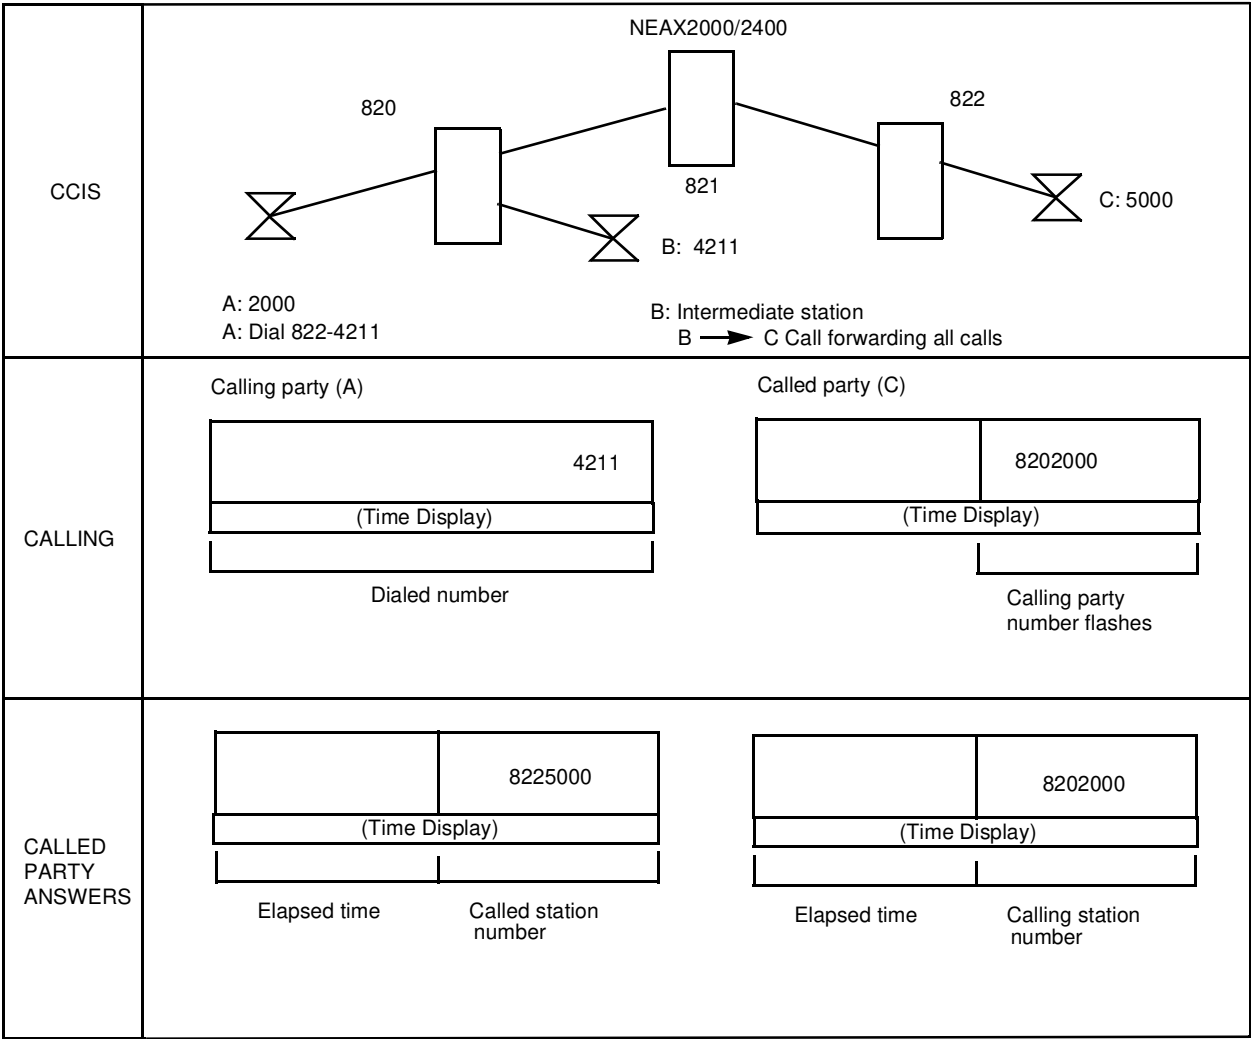 CCIS
NEAX2000/2400
820
822
821
C: 5000
B: 4211
A: 2000
A: Dial 822-4211
B: Intermediate station
B C Call forwarding all calls
CALLING
Calling party (A)
4211
(Time Display)
Dialed number
Called party (C)
8202000
(Time Display)
Calling party
number flashes
CALLED
PARTY
ANSWERS
8225000
(Time Display)
Elapsed time
Called station
number
8202000
(Time Display)
Elapsed time
Calling station
number